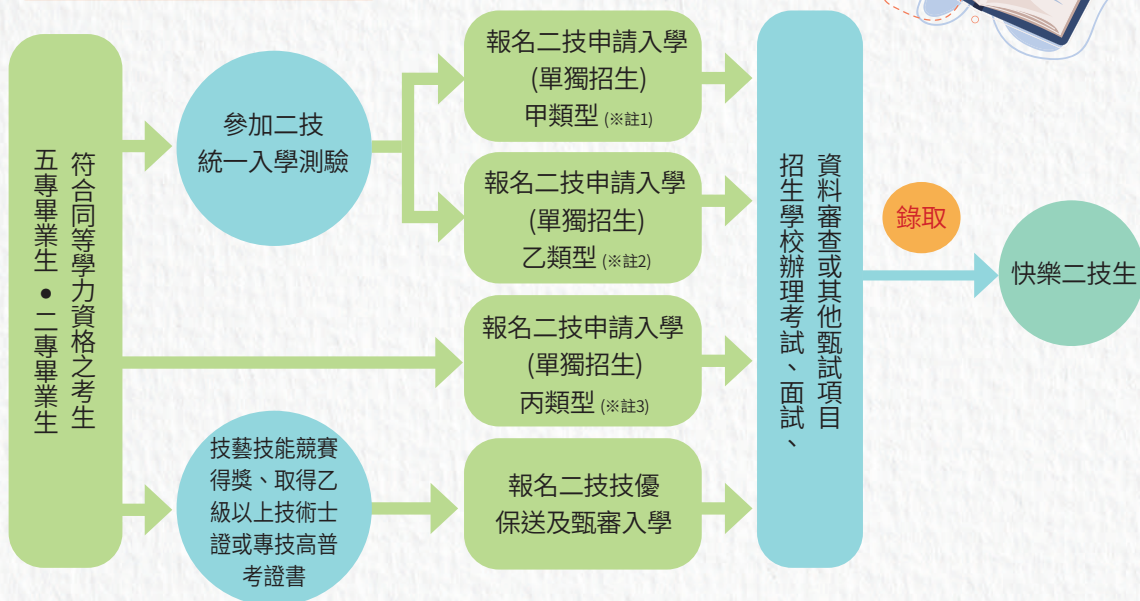 五專畢業生•二專畢業生
符合同等學力資格之考生
參加二技
統一入學測驗
報名二技申請入學
(單獨招生)
甲類型 (※註1)
報名二技申請入學
(單獨招生)
乙類型 (※註2)
報名二技申請入學
(單獨招生)
丙類型 (※註3)
技藝技能競賽
得獎、取得乙
級以上技術士
證或專技高普
考證書
報名二技技優
保送及甄審入學
招生學校辦理考試、面試、
資料審查或其他甄試項目
錄取
快樂二技生